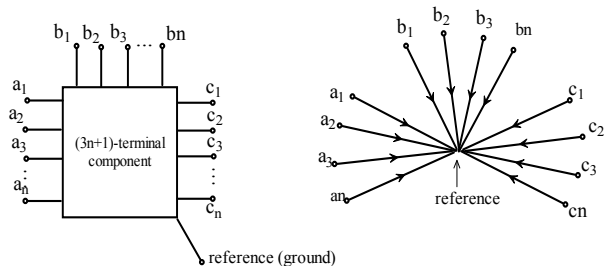 b1 b2 b3 ... bn
a1
a2
a3
⋮
an
(3n+1)-terminal
component
c1
c2
c3
⋮
cn
reference (ground)
b1
b2
b3
bn
a1
a2
a3
an
c1
c2
c3
cn
reference